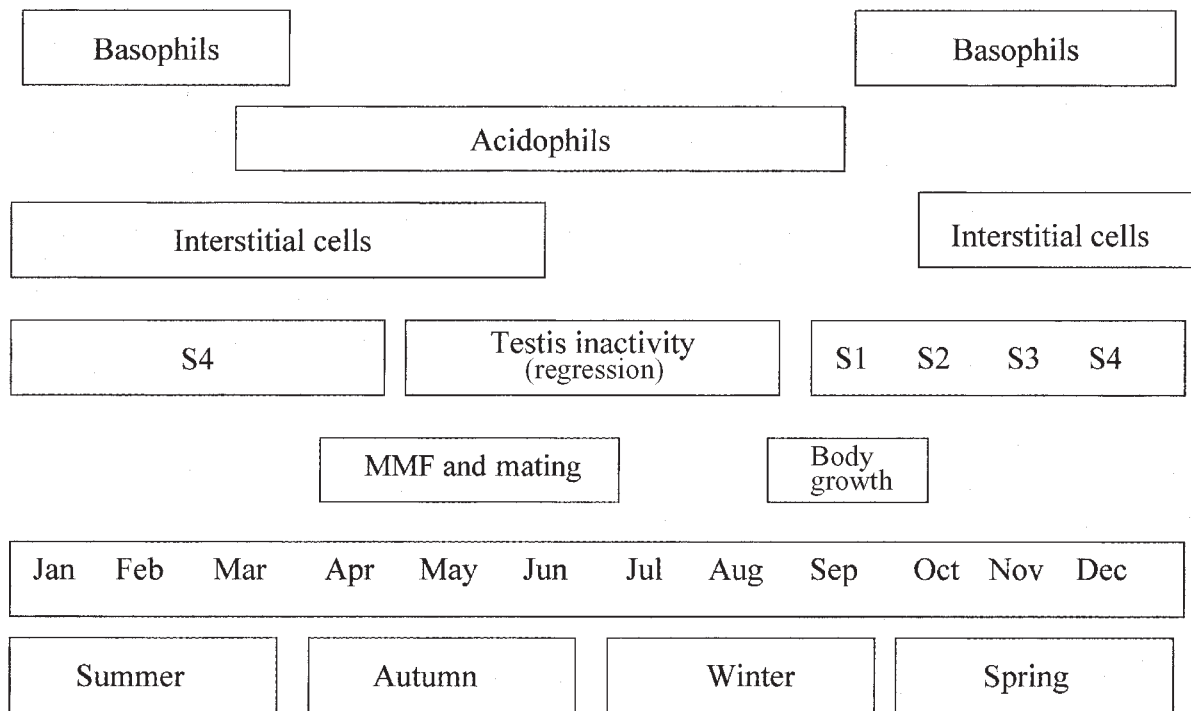 Basophils Basophils
Acidophils
Interstitial cells Interstitial cells
S4 Testis inactivity (regression) S1 S2 S3 S4
MMF and mating Body growth
Jan Feb Mar Apr May Jun Jul Aug Sep Oct Nov Dec
Summer Autumn Winter Spring